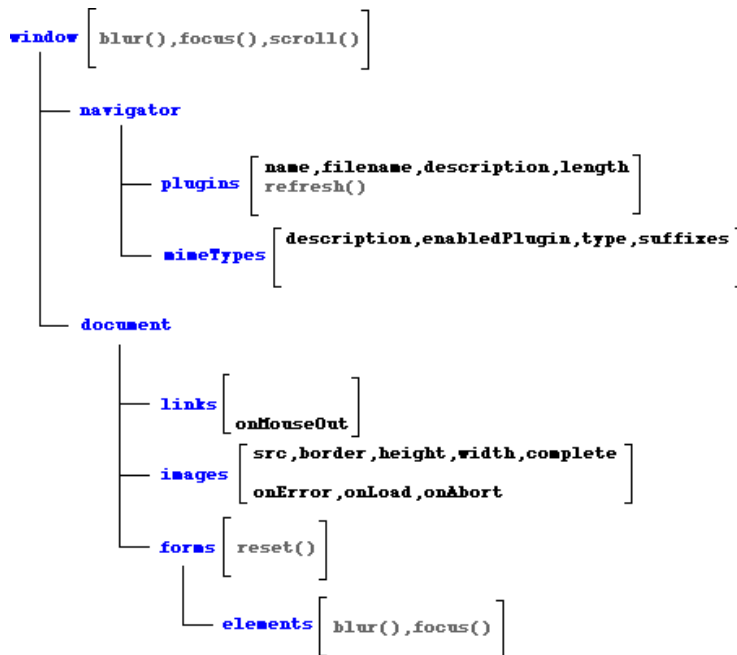 window blur(),focus(),scroll()
navigator
name,filename,description,length
plugins refresh()
description,enabledPlugin,type,suffixes
mimeTypes
document
links
onMouseOut
src,border,height,width,complete
images
onError,onLoad,onAbort
forms reset()
elements blur(),focus()